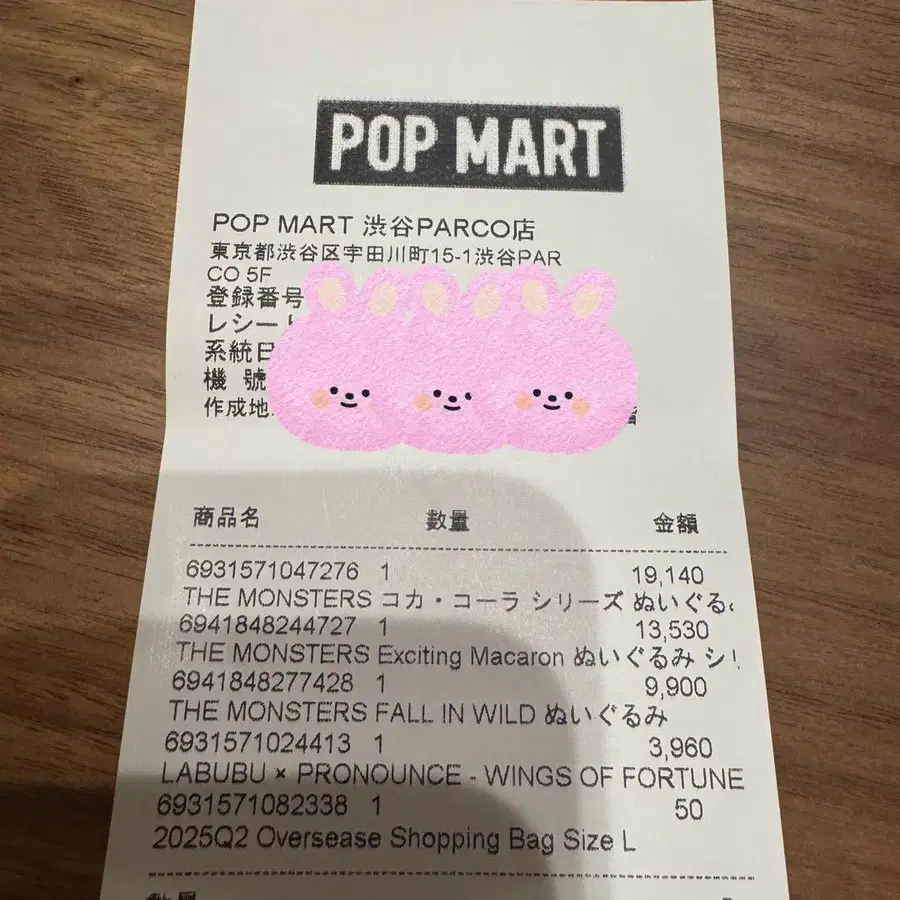 POP MART
POP MART 渋谷PARCO店
東京都渋谷区宇田川町15-1渋谷PAR
CO 5F
登録番号
レシート
系統日
機 號
作成地
商品名 数量 金額
6931571047276 1 19,140
THE MONSTERS コカ・コーラ シリーズ ぬいぐる
6941848244727 1 13,530
THE MONSTERS Exciting Macaron ぬいぐるみ シリ
6941848277428 1 9,900
THE MONSTERS FALL IN WILD ぬいぐるみ
6931571024413 1 3,960
LABUBU × PRONOUNCE - WINGS OF FORTUNE
6931571082338 1 50
2025Q2 Oversease Shopping Bag Size L